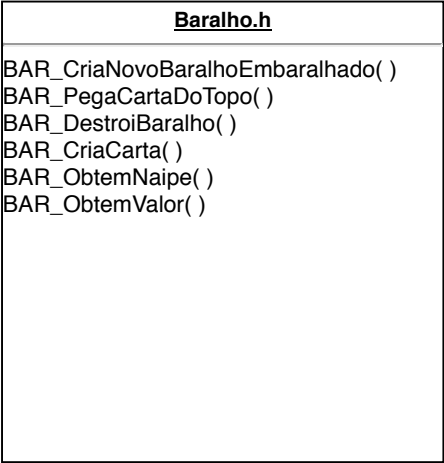 Baralho.h
BAR_CriaNovoBaralhoEmbaralhado( )
BAR_PegaCartaDoTopo( )
BAR_DestroiBaralho( )
BAR_CriaCarta( )
BAR_ObtemNaipe( )
BAR_ObtemValor( )